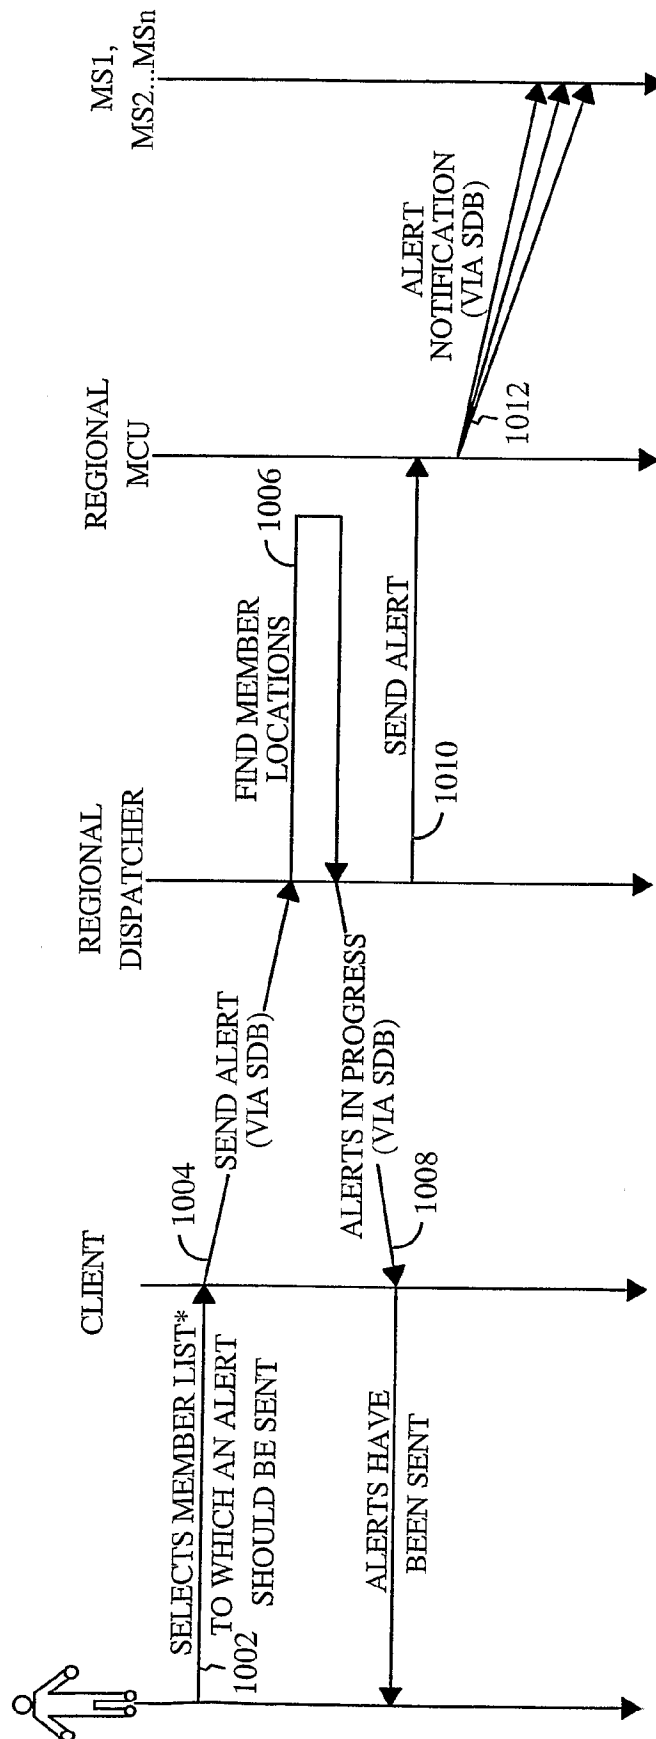 CLIENT
REGIONAL
DISPATCHER
REGIONAL
MCU
MS1,
MS2...MSn
SELECTS MEMBER LIST*
TO WHICH AN ALERT
SHOULD BE SENT
1002
1004
SEND ALERT
(VIA SDB)
FIND MEMBER
LOCATIONS
1006
ALERTS IN PROGRESS
(VIA SDB)
1008
ALERTS HAVE
BEEN SENT
SEND ALERT
1010
ALERT
NOTIFICATION
(VIA SDB)
1012